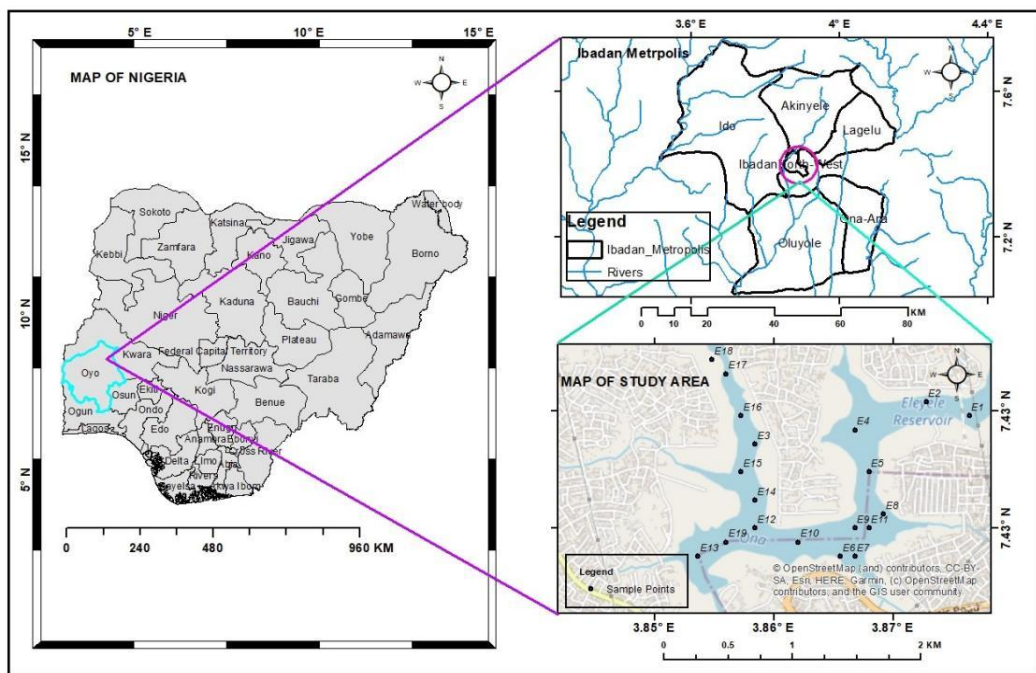 5° E 10° E 15° E
MAP OF NIGERIA
N
W E
S
15° N
10° N
5° N
Sokoto
Katsina
Water body
Kebbi
Zamfara
Kano
Jigawa
Yobe
Borno
Kaduna
Bauchi
Gombe
Niger
Adamawa
Plateau
Kwara
Federal Capital Territory
Nassarawa
Oyo
Taraba
Osun
Ekiti
Kogi
Benue
Ogun
Ondo
Lagos
Edo
Enugu
Anambra
Ebonyi
Cross River
Delta
Imo
Abia
Rivers
Bayelsa
Akwa Ibom
0 240 480 960 KM
3.6° E 4° E 4.4° E
Ibadan Metrpolis
N
W E
S
7.6° N
7.2° N
Akinyele
Ido
Lagelu
Ibadan North-West
Ona-Ara
Oluyole
Legend
Ibadan_Metropolis
Rivers
0 10 20 40 60 80 KM
MAP OF STUDY AREA
N
W E
S
E18
E17
E16
E2
E1
Eleyele
Reservoir
E4
E3
E15
E5
E14
E8
E12
E9 E11
E19
Ona
E10
E13
E6 E7
Legend
Sample Points
© OpenStreetMap (and) contributors, CC-BY-
SA, Esri, HERE, Garmin, (c) OpenStreetMap
contributors, and the GIS user community
7.43° N
7.43° N
3.85° E 3.86° E 3.87° E
0 0.5 1 2 KM